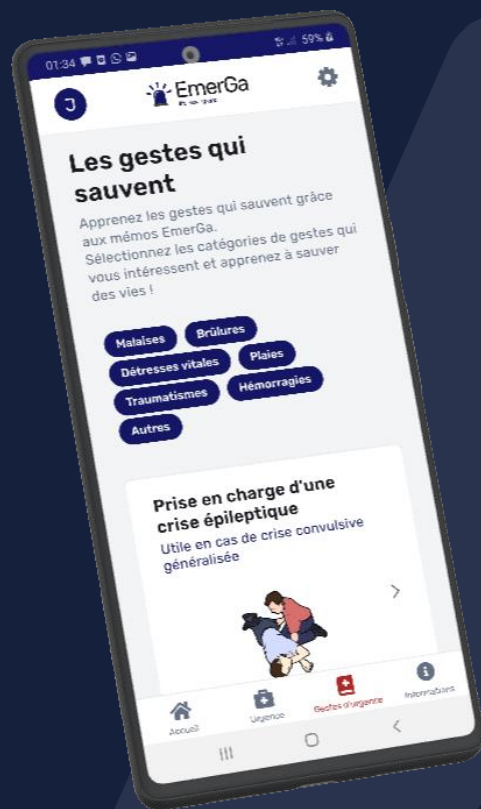 01:34
59%
J
EmerGa
Les gestes qui
sauvent
Apprenez les gestes qui sauvent grâce
aux mémos EmerGa.
Sélectionnez les catégories de gestes qui
vous intéressent et apprenez à sauver
des vies !
Malaises Brûlures
Détresses vitales Plaies
Traumatismes Hémorragies
Autres
Prise en charge d'une
crise épileptique
Utile en cas de crise convulsive
généralisée
Accueil Urgence Gestes d'urgence Informations